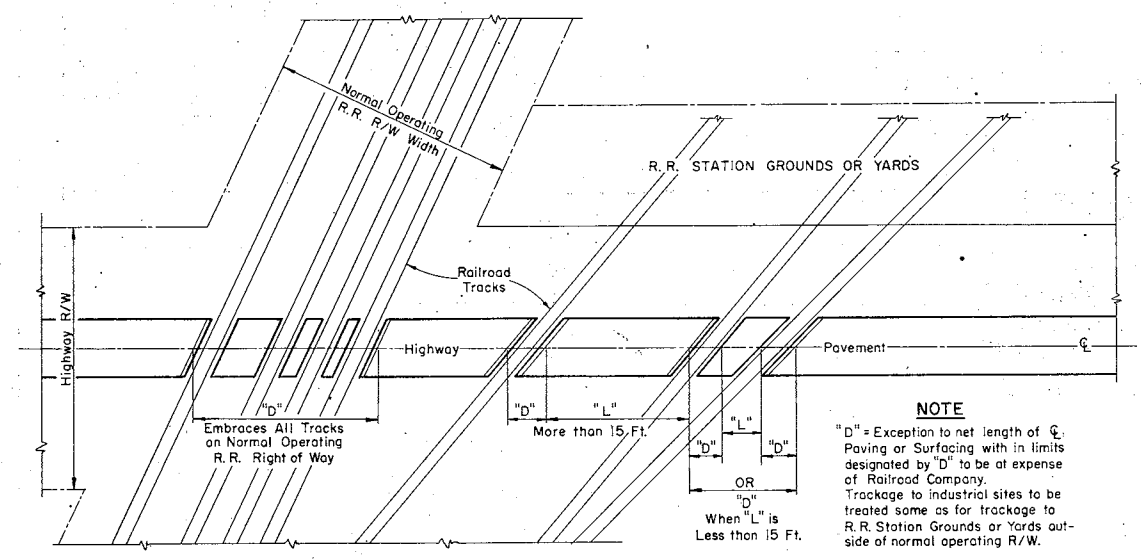 Normal Operating
R.R. R/W Width
R.R. STATION GROUNDS OR YARDS
Railroad
Tracks
Highway R/W
Highway
Pavement
℄
"D"
Embraces All Tracks
on Normal Operating
R.R. Right of Way
"D"
"L"
More than 15 Ft.
"D"
"L"
"D"
OR
"D"
When "L" is
Less than 15 Ft.
NOTE
"D" = Exception to net length of ℄.
Paving or Surfacing with in limits
designated by "D" to be at expense
of Railroad Company.
Trackage to industrial sites to be
treated same as for trackage to
R.R. Station Grounds or Yards out-
side of normal operating R/W.